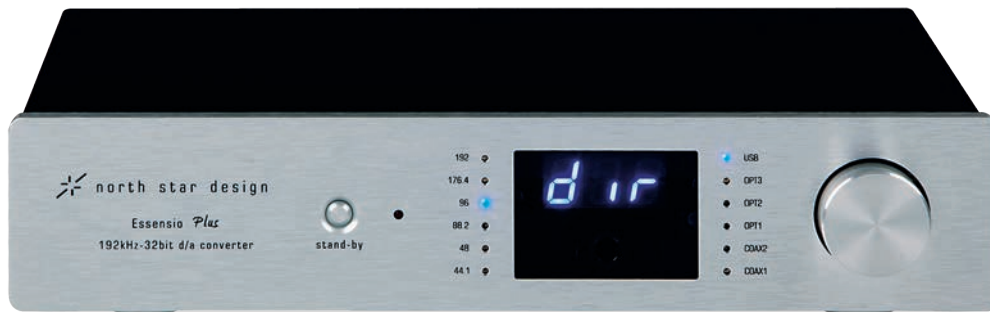 north star design
Essensio Plus
192kHz-32bit d/a converter
stand-by
192
176.4
96
88.2
48
44.1
dir
USB
OPT3
OPT2
OPT1
COAX2
COAX1